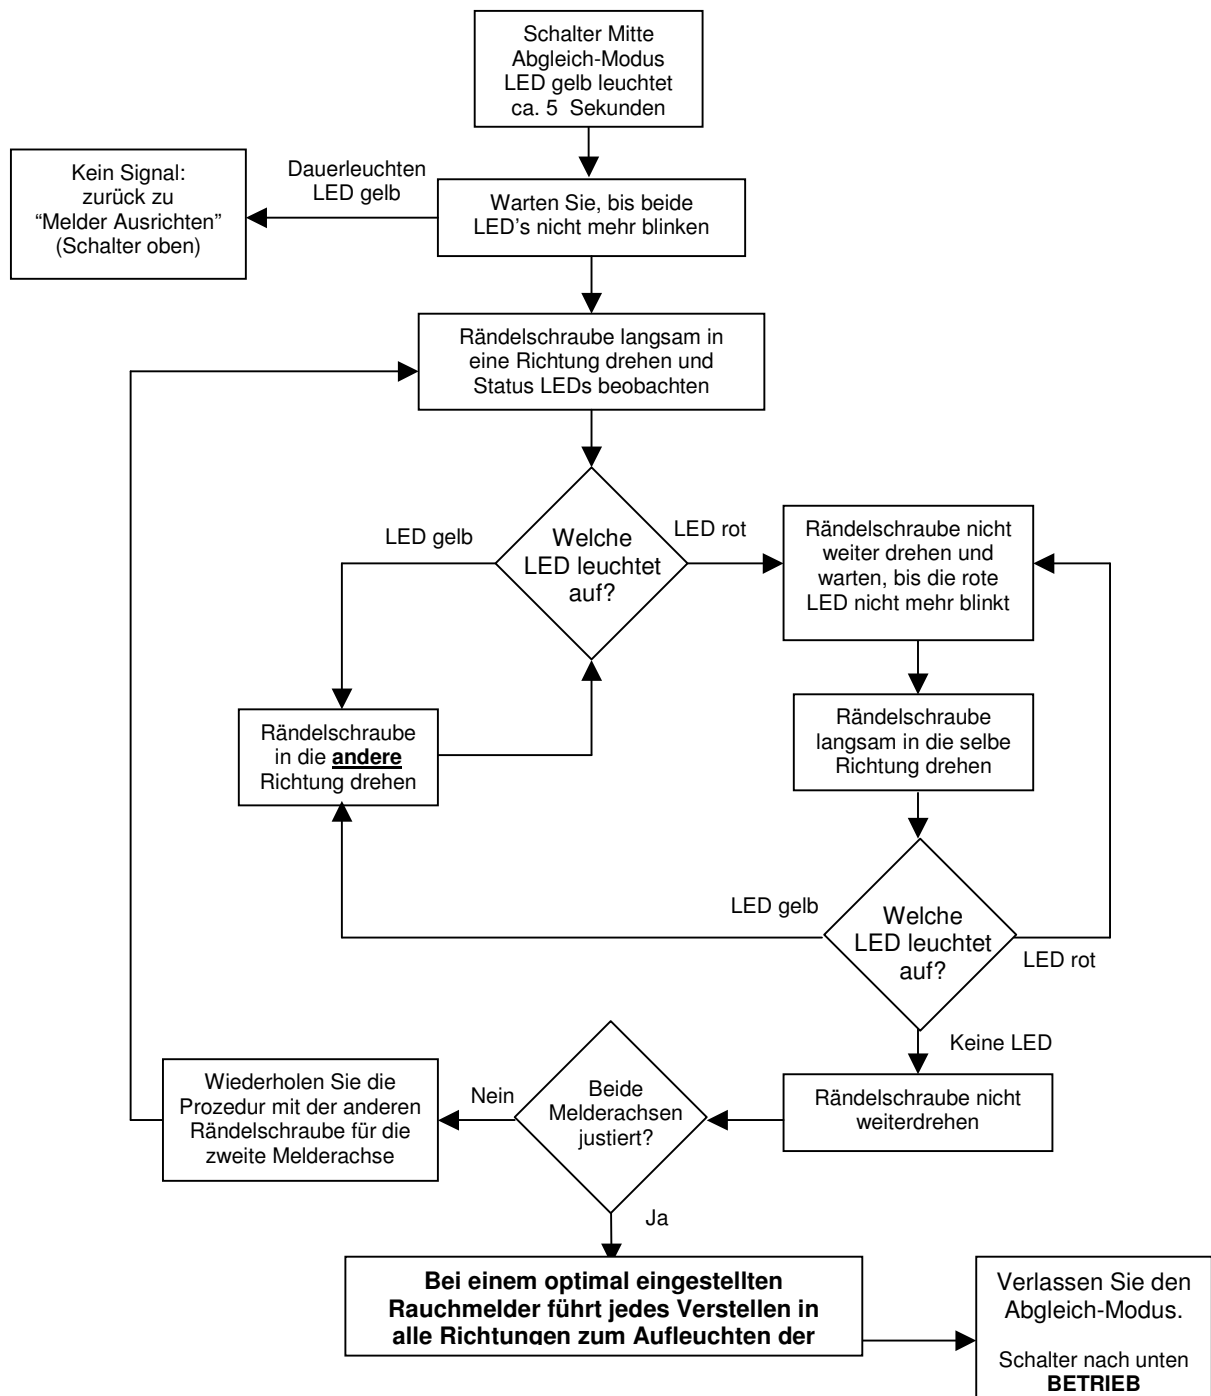 Schalter Mitte
Abgleich-Modus
LED gelb leuchtet
ca. 5 Sekunden
Dauerleuchten
LED gelb
Kein Signal:
zurück zu
“Melder Ausrichten”
(Schalter oben)
Warten Sie, bis beide
LED’s nicht mehr blinken
Rändelschraube langsam in
eine Richtung drehen und
Status LEDs beobachten
Welche
LED leuchtet
auf?
LED gelb
LED rot
Rändelschraube nicht
weiter drehen und
warten, bis die rote
LED nicht mehr blinkt
Rändelschraube
in die andere
Richtung drehen
Rändelschraube
langsam in die selbe
Richtung drehen
LED gelb
Welche
LED leuchtet
auf?
LED rot
Keine LED
Rändelschraube nicht
weiterdrehen
Beide
Melderachsen
justiert?
Nein
Wiederholen Sie die
Prozedur mit der anderen
Rändelschraube für die
zweite Melderachse
Ja
Bei einem optimal eingestellten
Rauchmelder führt jedes Verstellen in
alle Richtungen zum Aufleuchten der
Verlassen Sie den
Abgleich-Modus.
Schalter nach unten
BETRIEB